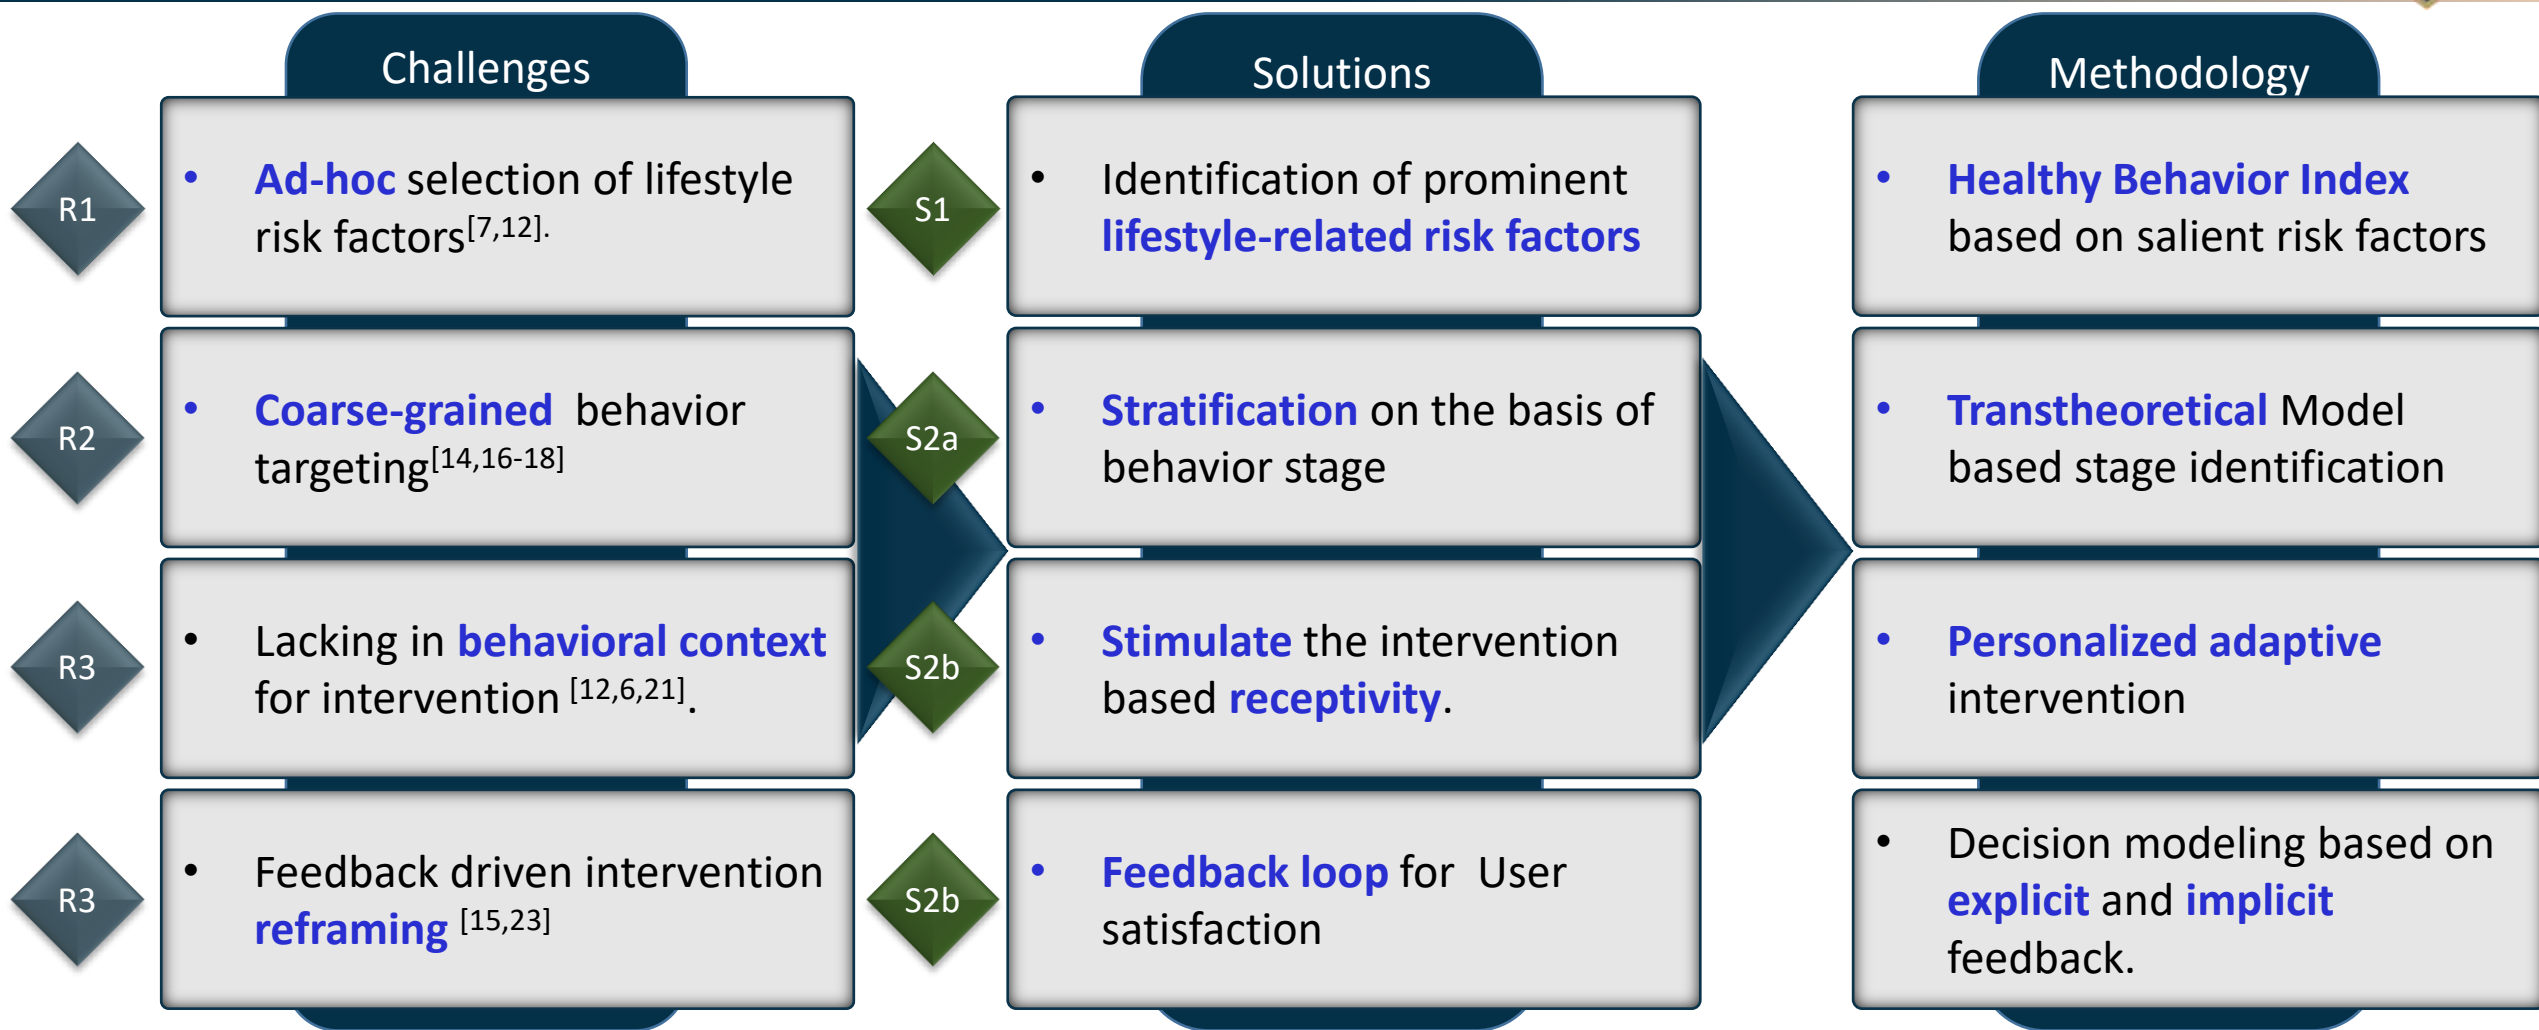 Challenges
R1
• Ad-hoc selection of lifestyle
risk factors[7,12].
R2
• Coarse-grained behavior
targeting[14,16-18]
R3
• Lacking in behavioral context
for intervention [12,6,21].
R3
• Feedback driven intervention
reframing [15,23]
Solutions
S1
• Identification of prominent
lifestyle-related risk factors
S2a
• Stratification on the basis of
behavior stage
S2b
• Stimulate the intervention
based receptivity.
S2b
• Feedback loop for User
satisfaction
Methodology
• Healthy Behavior Index
based on salient risk factors
• Transtheoretical Model
based stage identification
• Personalized adaptive
intervention
• Decision modeling based on
explicit and implicit
feedback.